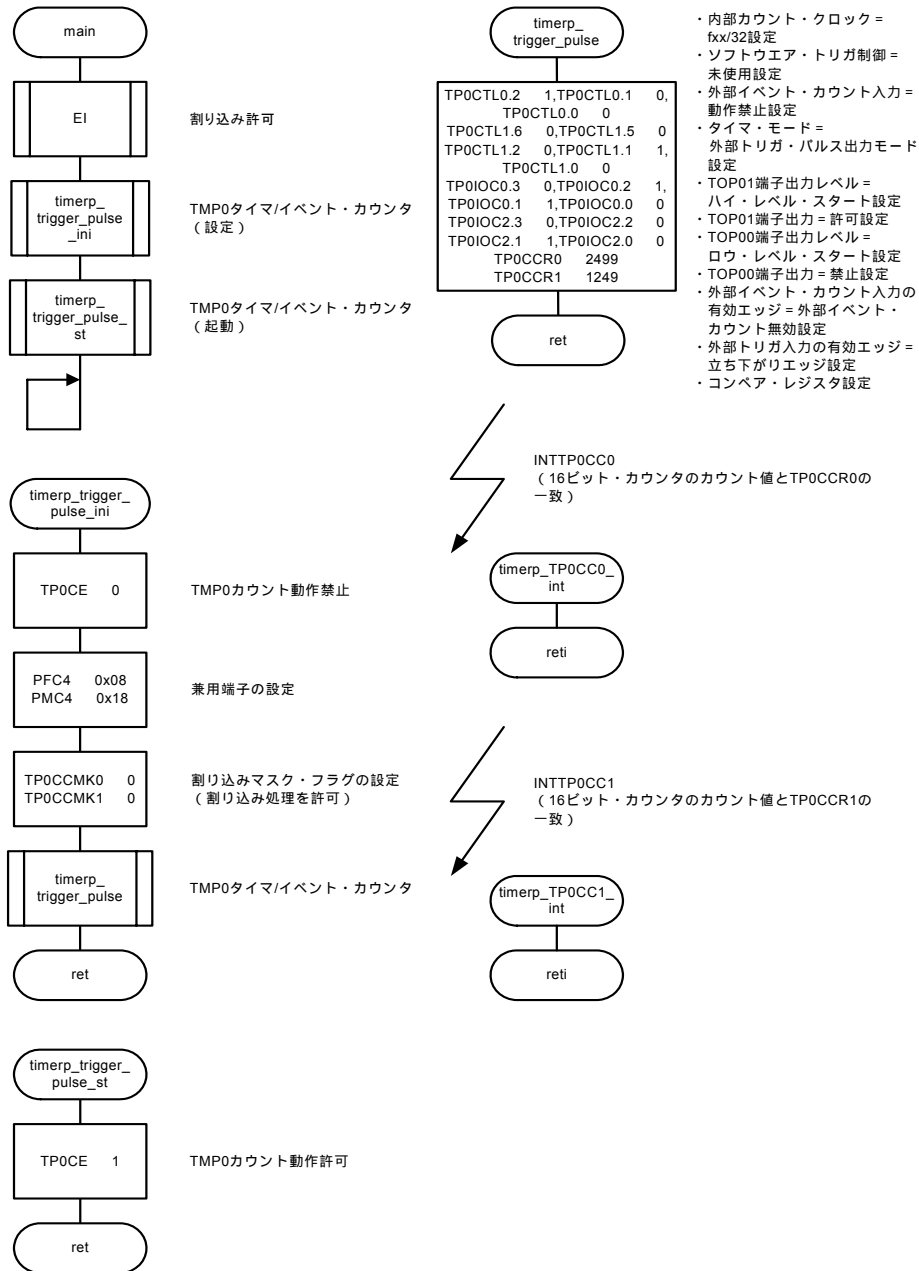 main
EI
割り込み許可
timerp_
trigger_pulse
_ini
TMP0タイマ/イベント・カウンタ
（設定）
timerp_
trigger_pulse_
st
TMP0タイマ/イベント・カウンタ
（起動）
timerp_trigger_
pulse_ini
TP0CE 0
TMP0カウント動作禁止
PFC4 0x08
PMC4 0x18
兼用端子の設定
TP0CCMK0 0
TP0CCMK1 0
割り込みマスク・フラグの設定
（割り込み処理を許可）
timerp_
trigger_pulse
TMP0タイマ/イベント・カウンタ
ret
timerp_trigger_
pulse_st
TP0CE 1
TMP0カウント動作許可
ret
timerp_
trigger_pulse
TP0CTL0.2 1,TP0CTL0.1 0,
TP0CTL0.0 0
TP0CTL1.6 0,TP0CTL1.5 0
TP0CTL1.2 0,TP0CTL1.1 1,
TP0CTL1.0 0
TP0IOC0.3 0,TP0IOC0.2 1,
TP0IOC0.1 1,TP0IOC0.0 0
TP0IOC2.3 0,TP0IOC2.2 0
TP0IOC2.1 1,TP0IOC2.0 0
TP0CCR0 2499
TP0CCR1 1249
ret
・内部カウント・クロック＝
fxx/32設定
・ソフトウエア・トリガ制御＝
未使用設定
・外部イベント・カウント入力＝
動作禁止設定
・タイマ・モード＝
外部トリガ・パルス出力モード
設定
・TOP01端子出力レベル＝
ハイ・レベル・スタート設定
・TOP01端子出力＝許可設定
・TOP00端子出力レベル＝
ロウ・レベル・スタート設定
・TOP00端子出力＝禁止設定
・外部イベント・カウント入力の
有効エッジ＝外部イベント・
カウント無効設定
・外部トリガ入力の有効エッジ＝
立ち下がりエッジ設定
・コンペア・レジスタ設定
INTTP0CC0
（16ビット・カウンタのカウント値とTP0CCR0の
一致）
timerp_TP0CC0_
int
reti
INTTP0CC1
（16ビット・カウンタのカウント値とTP0CCR1の
一致）
timerp_TP0CC1_
int
reti